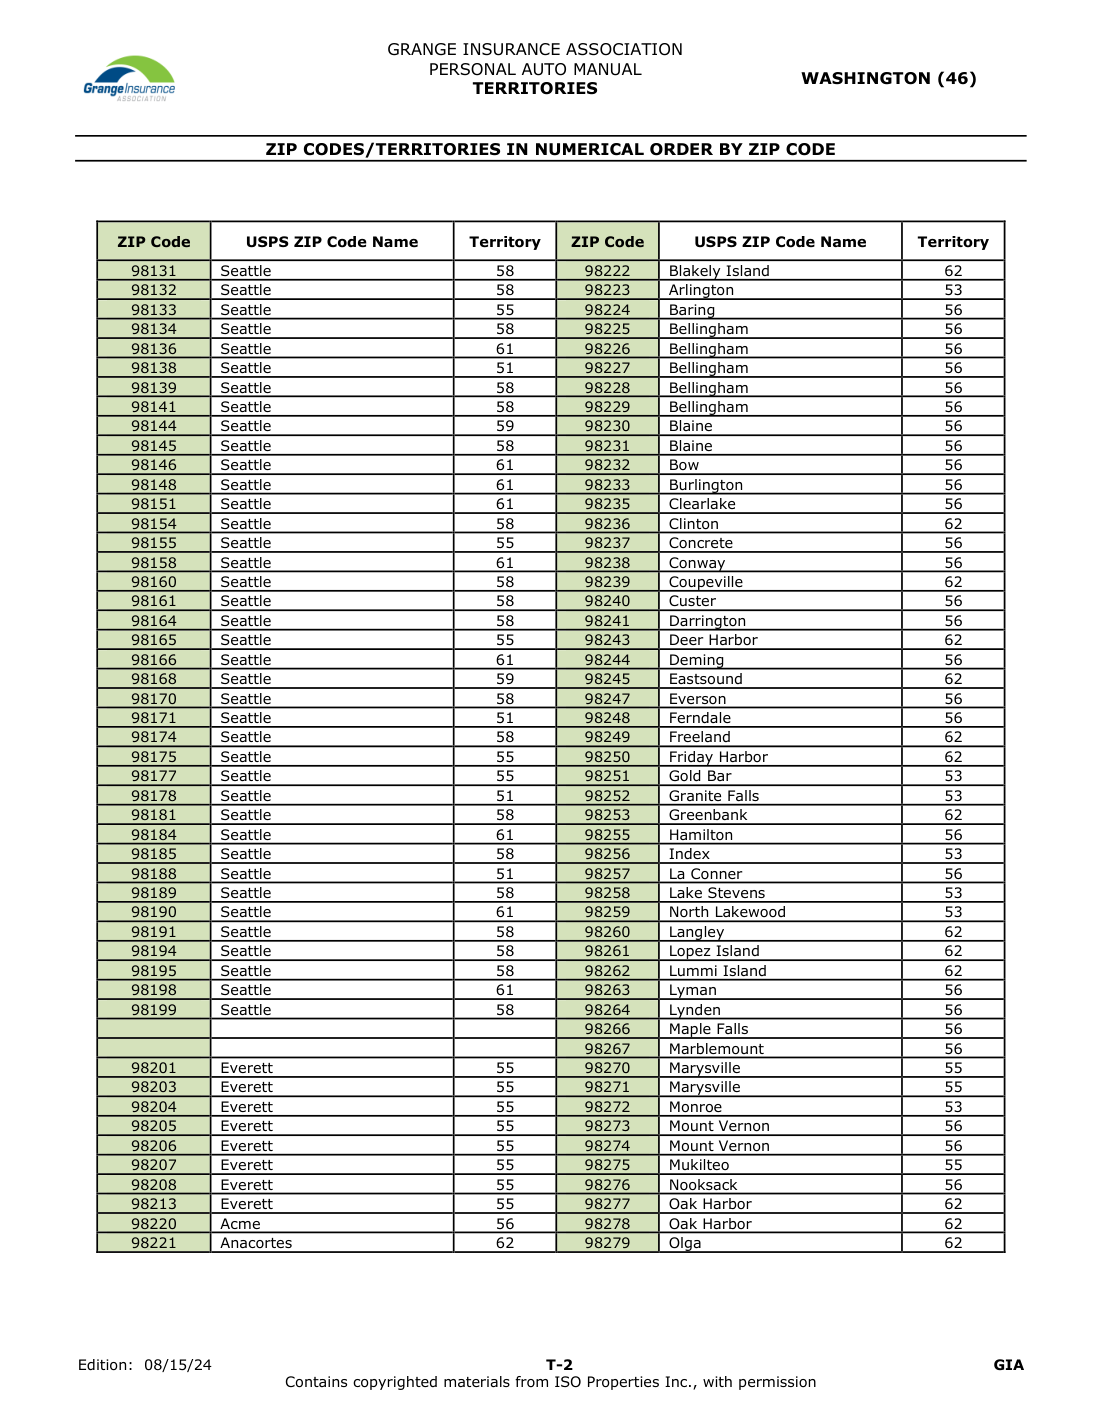 GrangeInsurance
ASSOCIATION
GRANGE INSURANCE ASSOCIATION
PERSONAL AUTO MANUAL
TERRITORIES
WASHINGTON (46)
ZIP CODES/TERRITORIES IN NUMERICAL ORDER BY ZIP CODE
ZIP Code USPS ZIP Code Name Territory ZIP Code USPS ZIP Code Name Territory
98131 Seattle 58 98222 Blakely Island 62
98132 Seattle 58 98223 Arlington 53
98133 Seattle 55 98224 Baring 56
98134 Seattle 58 98225 Bellingham 56
98136 Seattle 61 98226 Bellingham 56
98138 Seattle 51 98227 Bellingham 56
98139 Seattle 58 98228 Bellingham 56
98141 Seattle 58 98229 Bellingham 56
98144 Seattle 59 98230 Blaine 56
98145 Seattle 58 98231 Blaine 56
98146 Seattle 61 98232 Bow 56
98148 Seattle 61 98233 Burlington 56
98151 Seattle 61 98235 Clearlake 56
98154 Seattle 58 98236 Clinton 62
98155 Seattle 55 98237 Concrete 56
98158 Seattle 61 98238 Conway 56
98160 Seattle 58 98239 Coupeville 62
98161 Seattle 58 98240 Custer 56
98164 Seattle 58 98241 Darrington 56
98165 Seattle 55 98243 Deer Harbor 62
98166 Seattle 61 98244 Deming 56
98168 Seattle 59 98245 Eastsound 62
98170 Seattle 58 98247 Everson 56
98171 Seattle 51 98248 Ferndale 56
98174 Seattle 58 98249 Freeland 62
98175 Seattle 55 98250 Friday Harbor 62
98177 Seattle 55 98251 Gold Bar 53
98178 Seattle 51 98252 Granite Falls 53
98181 Seattle 58 98253 Greenbank 62
98184 Seattle 61 98255 Hamilton 56
98185 Seattle 58 98256 Index 53
98188 Seattle 51 98257 La Conner 56
98189 Seattle 58 98258 Lake Stevens 53
98190 Seattle 61 98259 North Lakewood 53
98191 Seattle 58 98260 Langley 62
98194 Seattle 58 98261 Lopez Island 62
98195 Seattle 58 98262 Lummi Island 62
98198 Seattle 61 98263 Lyman 56
98199 Seattle 58 98264 Lynden 56
98266 Maple Falls 56
98267 Marblemount 56
98201 Everett 55 98270 Marysville 55
98203 Everett 55 98271 Marysville 55
98204 Everett 55 98272 Monroe 53
98205 Everett 55 98273 Mount Vernon 56
98206 Everett 55 98274 Mount Vernon 56
98207 Everett 55 98275 Mukilteo 55
98208 Everett 55 98276 Nooksack 56
98213 Everett 55 98277 Oak Harbor 62
98220 Acme 56 98278 Oak Harbor 62
98221 Anacortes 62 98279 Olga 62
Edition: 08/15/24 T-2 GIA
Contains copyrighted materials from ISO Properties Inc., with permission